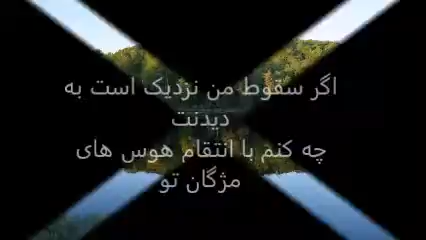 اگر سقوط من نزدیک است به
دیدنت
چه کنم با انتقام هوس های
مژگان تو